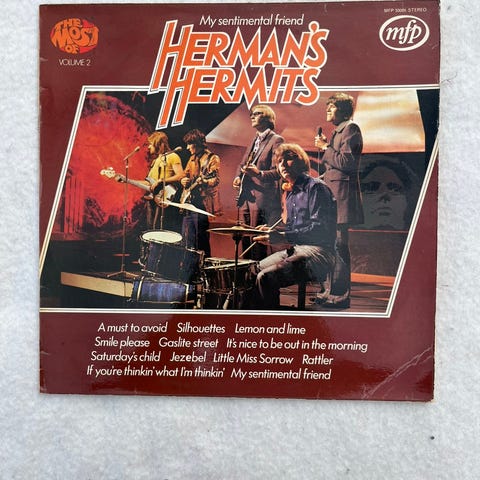 THE MOST OF
VOLUME 2
My sentimental friend
HERMAN'S
HERMITS
STEREO
mfp
A must to avoid Silhouettes Lemon and lime
Smile please Gaslite street It's nice to be out in the morning
Saturday's child Jezebel Little Miss Sorrow Rattler
If you're thinkin' what I'm thinkin' My sentimental friend